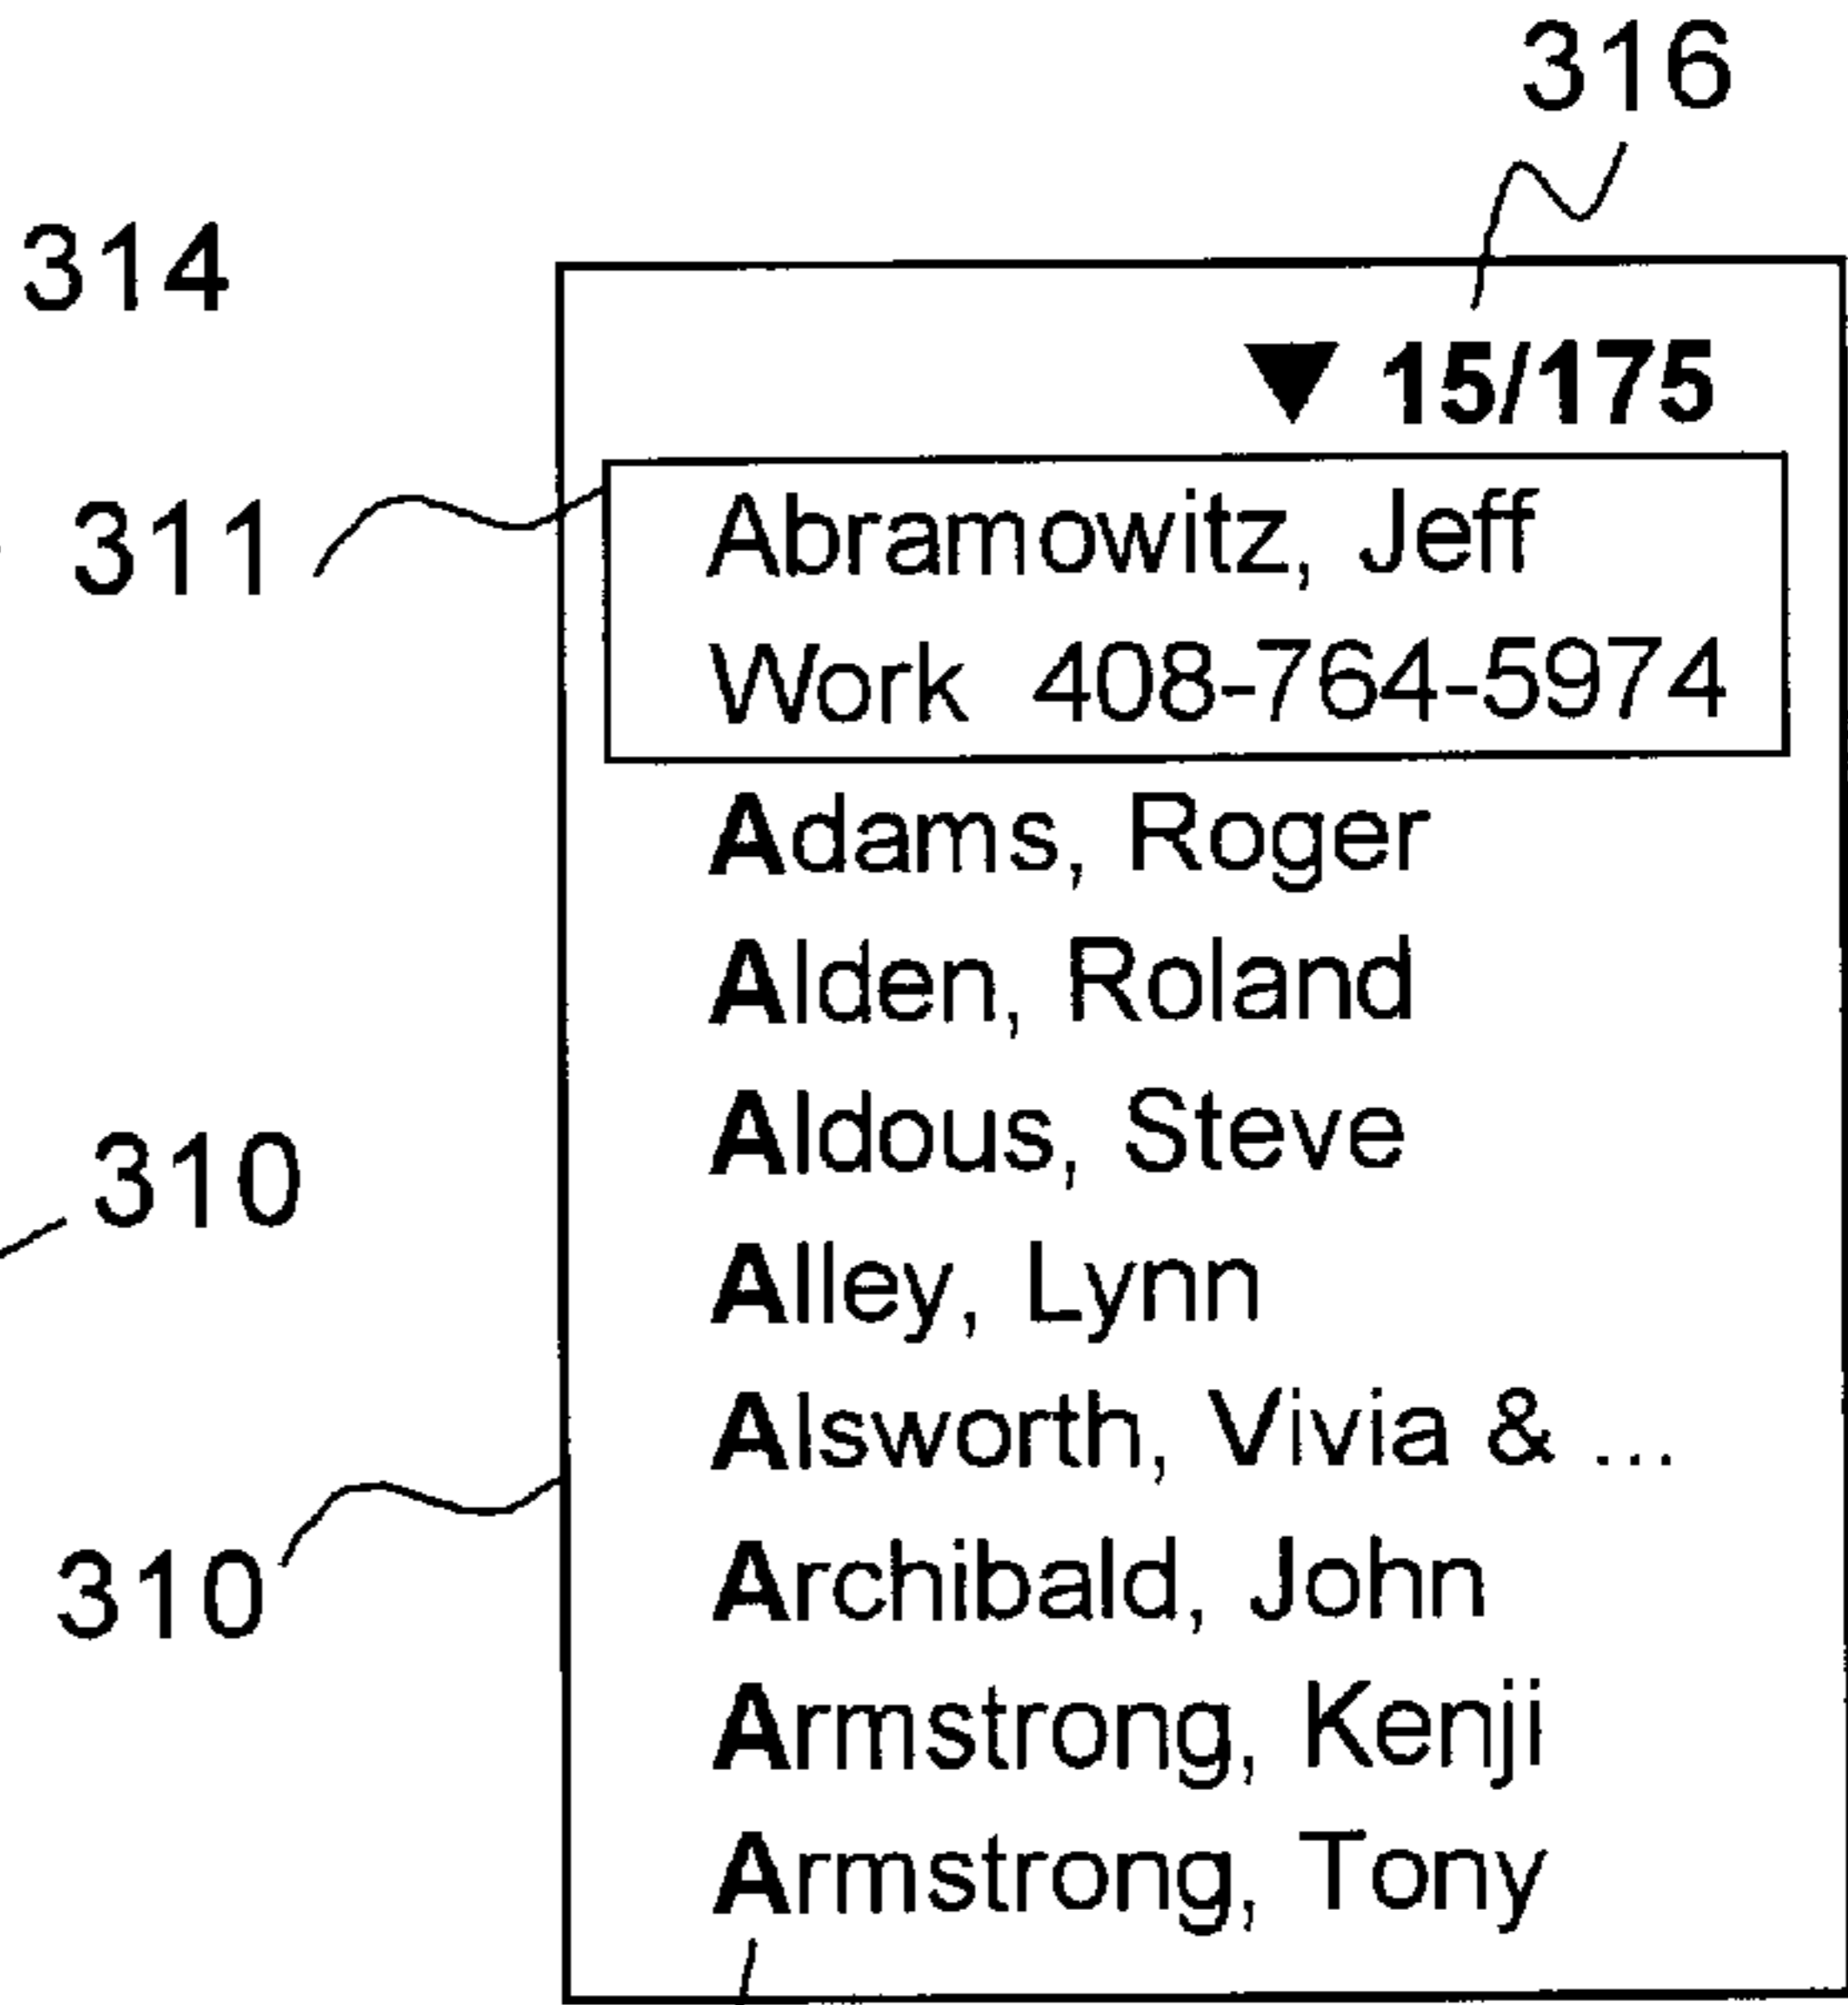 316
314
▼ 15/175
311
Abramowitz, Jeff
Work 408-764-5974
Adams, Roger
Alden, Roland
Aldous, Steve
310
Alley, Lynn
Alsworth, Vivia & ...
310
Archibald, John
Armstrong, Kenji
Armstrong, Tony